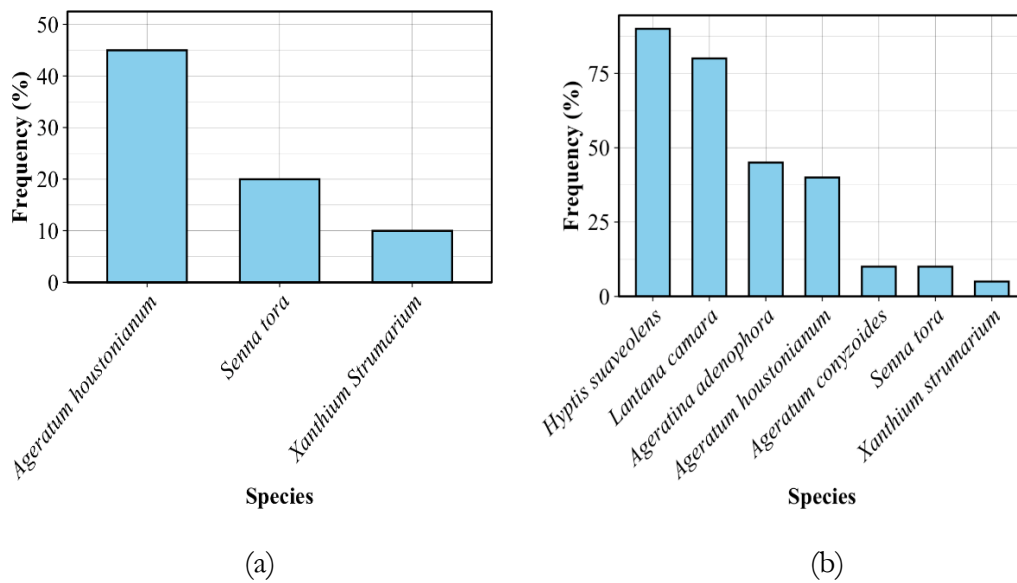 50
40
30
20
10
0
Frequency (%)
Ageratum houstonianum
Senna tora
Xanthium Strumarium
Species
(a)
75
50
25
0
Frequency (%)
Hyptis suaveolens
Lantana camara
Ageratina adenophora
Ageratum houstonianum
Ageratum conyzoides
Senna tora
Xanthium strumarium
Species
(b)